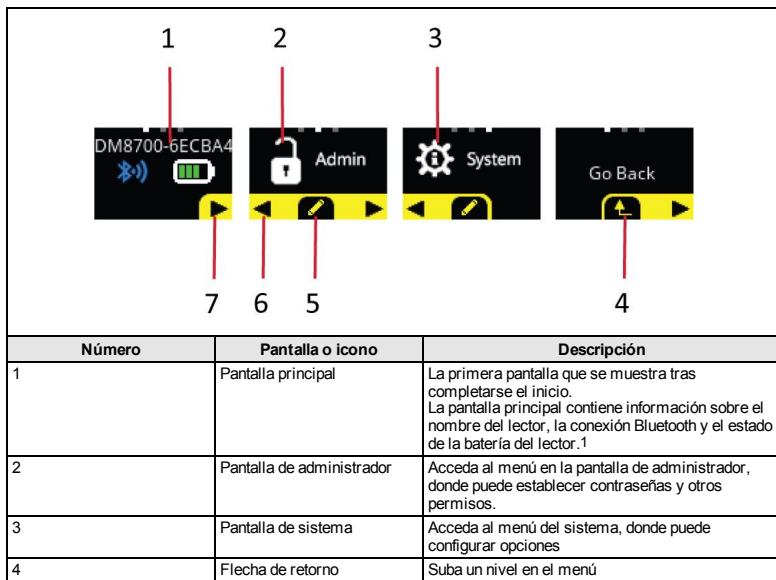 1
2
3
DM8700-6ECBA4
Admin
System
Go Back
7
6
5
4
Número
Pantalla o icono
Descripción
1
Pantalla principal
La primera pantalla que se muestra tras
completarse el inicio.
La pantalla principal contiene información sobre el
nombre del lector, la conexión Bluetooth y el estado
de la batería del lector.1
2
Pantalla de administrador
Acceda al menú en la pantalla de administrador,
donde puede establecer contraseñas y otros
permisos.
3
Pantalla de sistema
Acceda al menú del sistema, donde puede
configurar opciones
4
Flecha de retorno
Suba un nivel en el menú